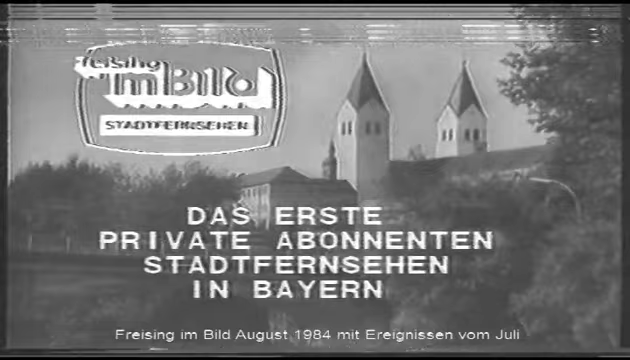 Freising
im Bild
STADTFERNSEHEN
DAS ERSTE
PRIVATE ABONNENTEN
STADTFERNSEHEN
IN BAYERN
Freising im Bild August 1984 mit Ereignissen vom Juli